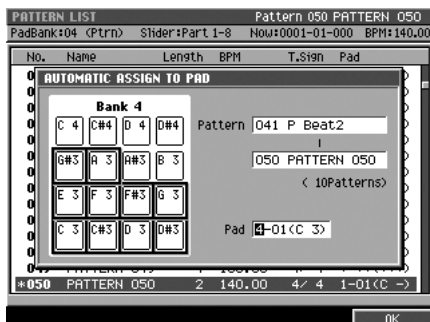 PATTERN LIST Pattern 050 PATTERN 050
PadBank:04 (Ptrn) Slider:Part 1-8 Now:0001-01-000 BPM:140.00
No. Name Length BPM T.Sign Pad
AUTOMATIC ASSIGN TO PAD
Bank 4
C 4 C#4 D 4 D#4
Pattern 041 P Beat2
G#3 A 3 A#3 B 3
050 PATTERN 050
( 10Patterns)
E 3 F 3 F#3 G 3
C 3 C#3 D 3 D#3
Pad 4-01(C 3)
*050 PATTERN 050 2 140.00 4/ 4 1-01(C -)
OK